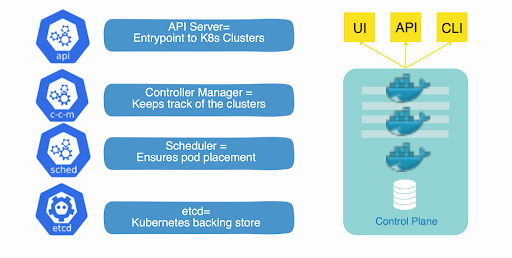 api
API Server=
Entrypoint to K8s Clusters
c-c-m
Controller Manager =
Keeps track of the clusters
sched
Scheduler =
Ensures pod placement
etcd
etcd=
Kubernetes backing store
UI
API
CLI
Control Plane